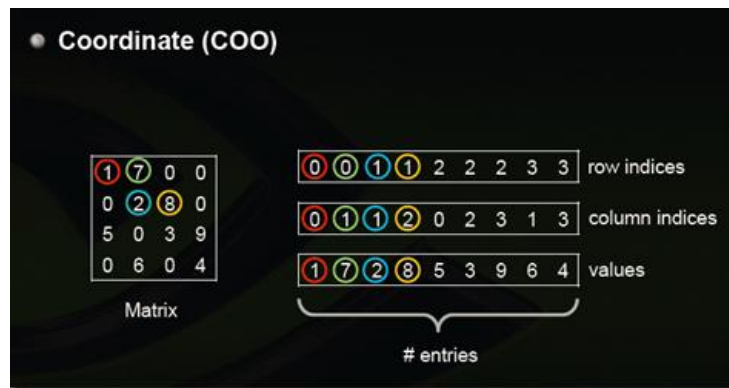 Coordinate (COO)
1 7 0 0
0 2 8 0
5 0 3 9
0 6 0 4
Matrix
0 0 1 1 2 2 2 3 3 row indices
0 1 1 2 0 2 3 1 3 column indices
1 7 2 8 5 3 9 6 4 values
# entries